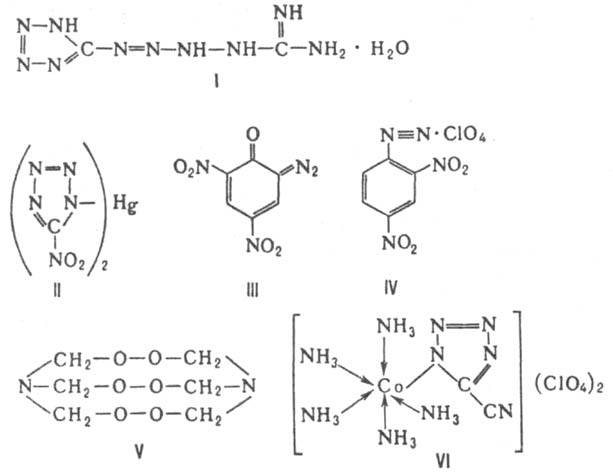 NH
N—NH
N—N C—N=N—NH—NH—C—NH₂ · H₂O
I
O
N≡N·ClO₄
N=N
O₂N N₂ NO₂
N N— Hg
C
NO₂ 2 NO₂ NO₂
II III IV
NH₃ N=N
CH₂—O—O—CH₂ NH₃ N N
N—CH₂—O—O—CH₂—N Co C (ClO₄)₂
CH₂—O—O—CH₂ NH₃ NH₃ CN
NH₃
V VI